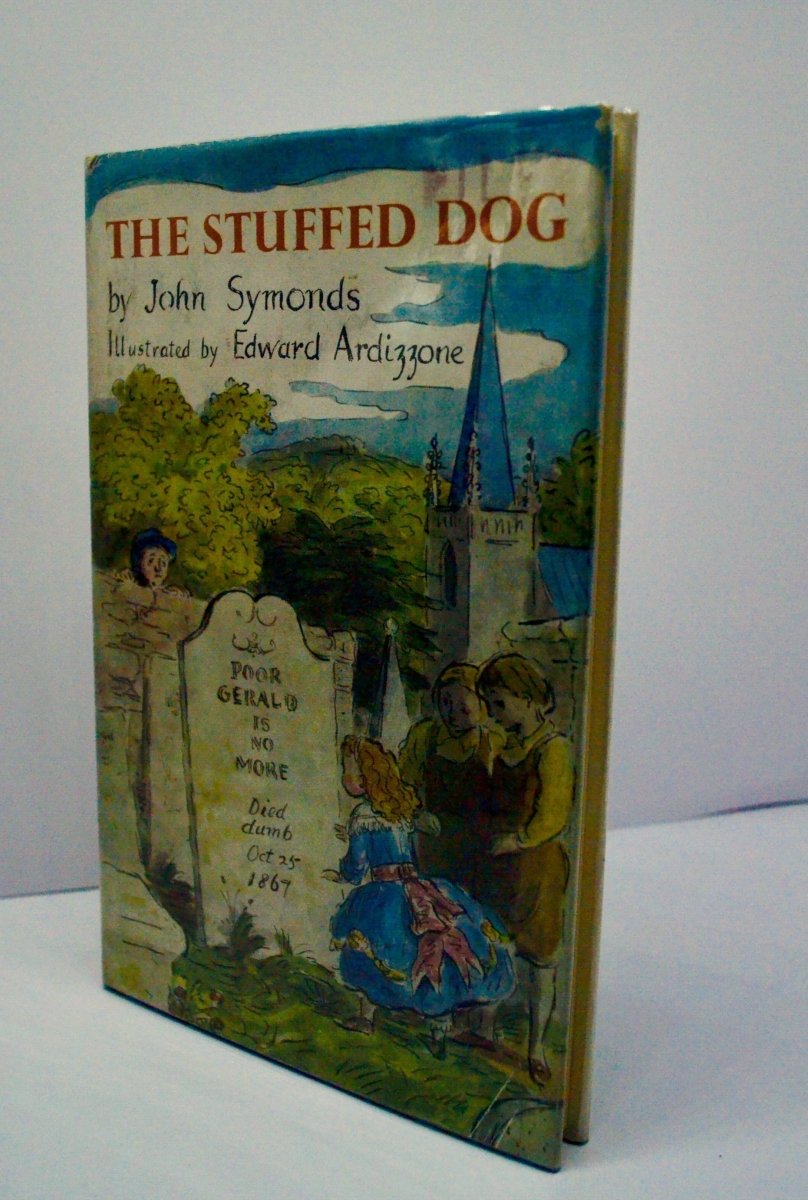 THE STUFFED DOG
by John Symonds
Illustrated by Edward Ardizzone
POOR
GERALD
IS
NO
MORE
Died
dumb
Oct 25
1867